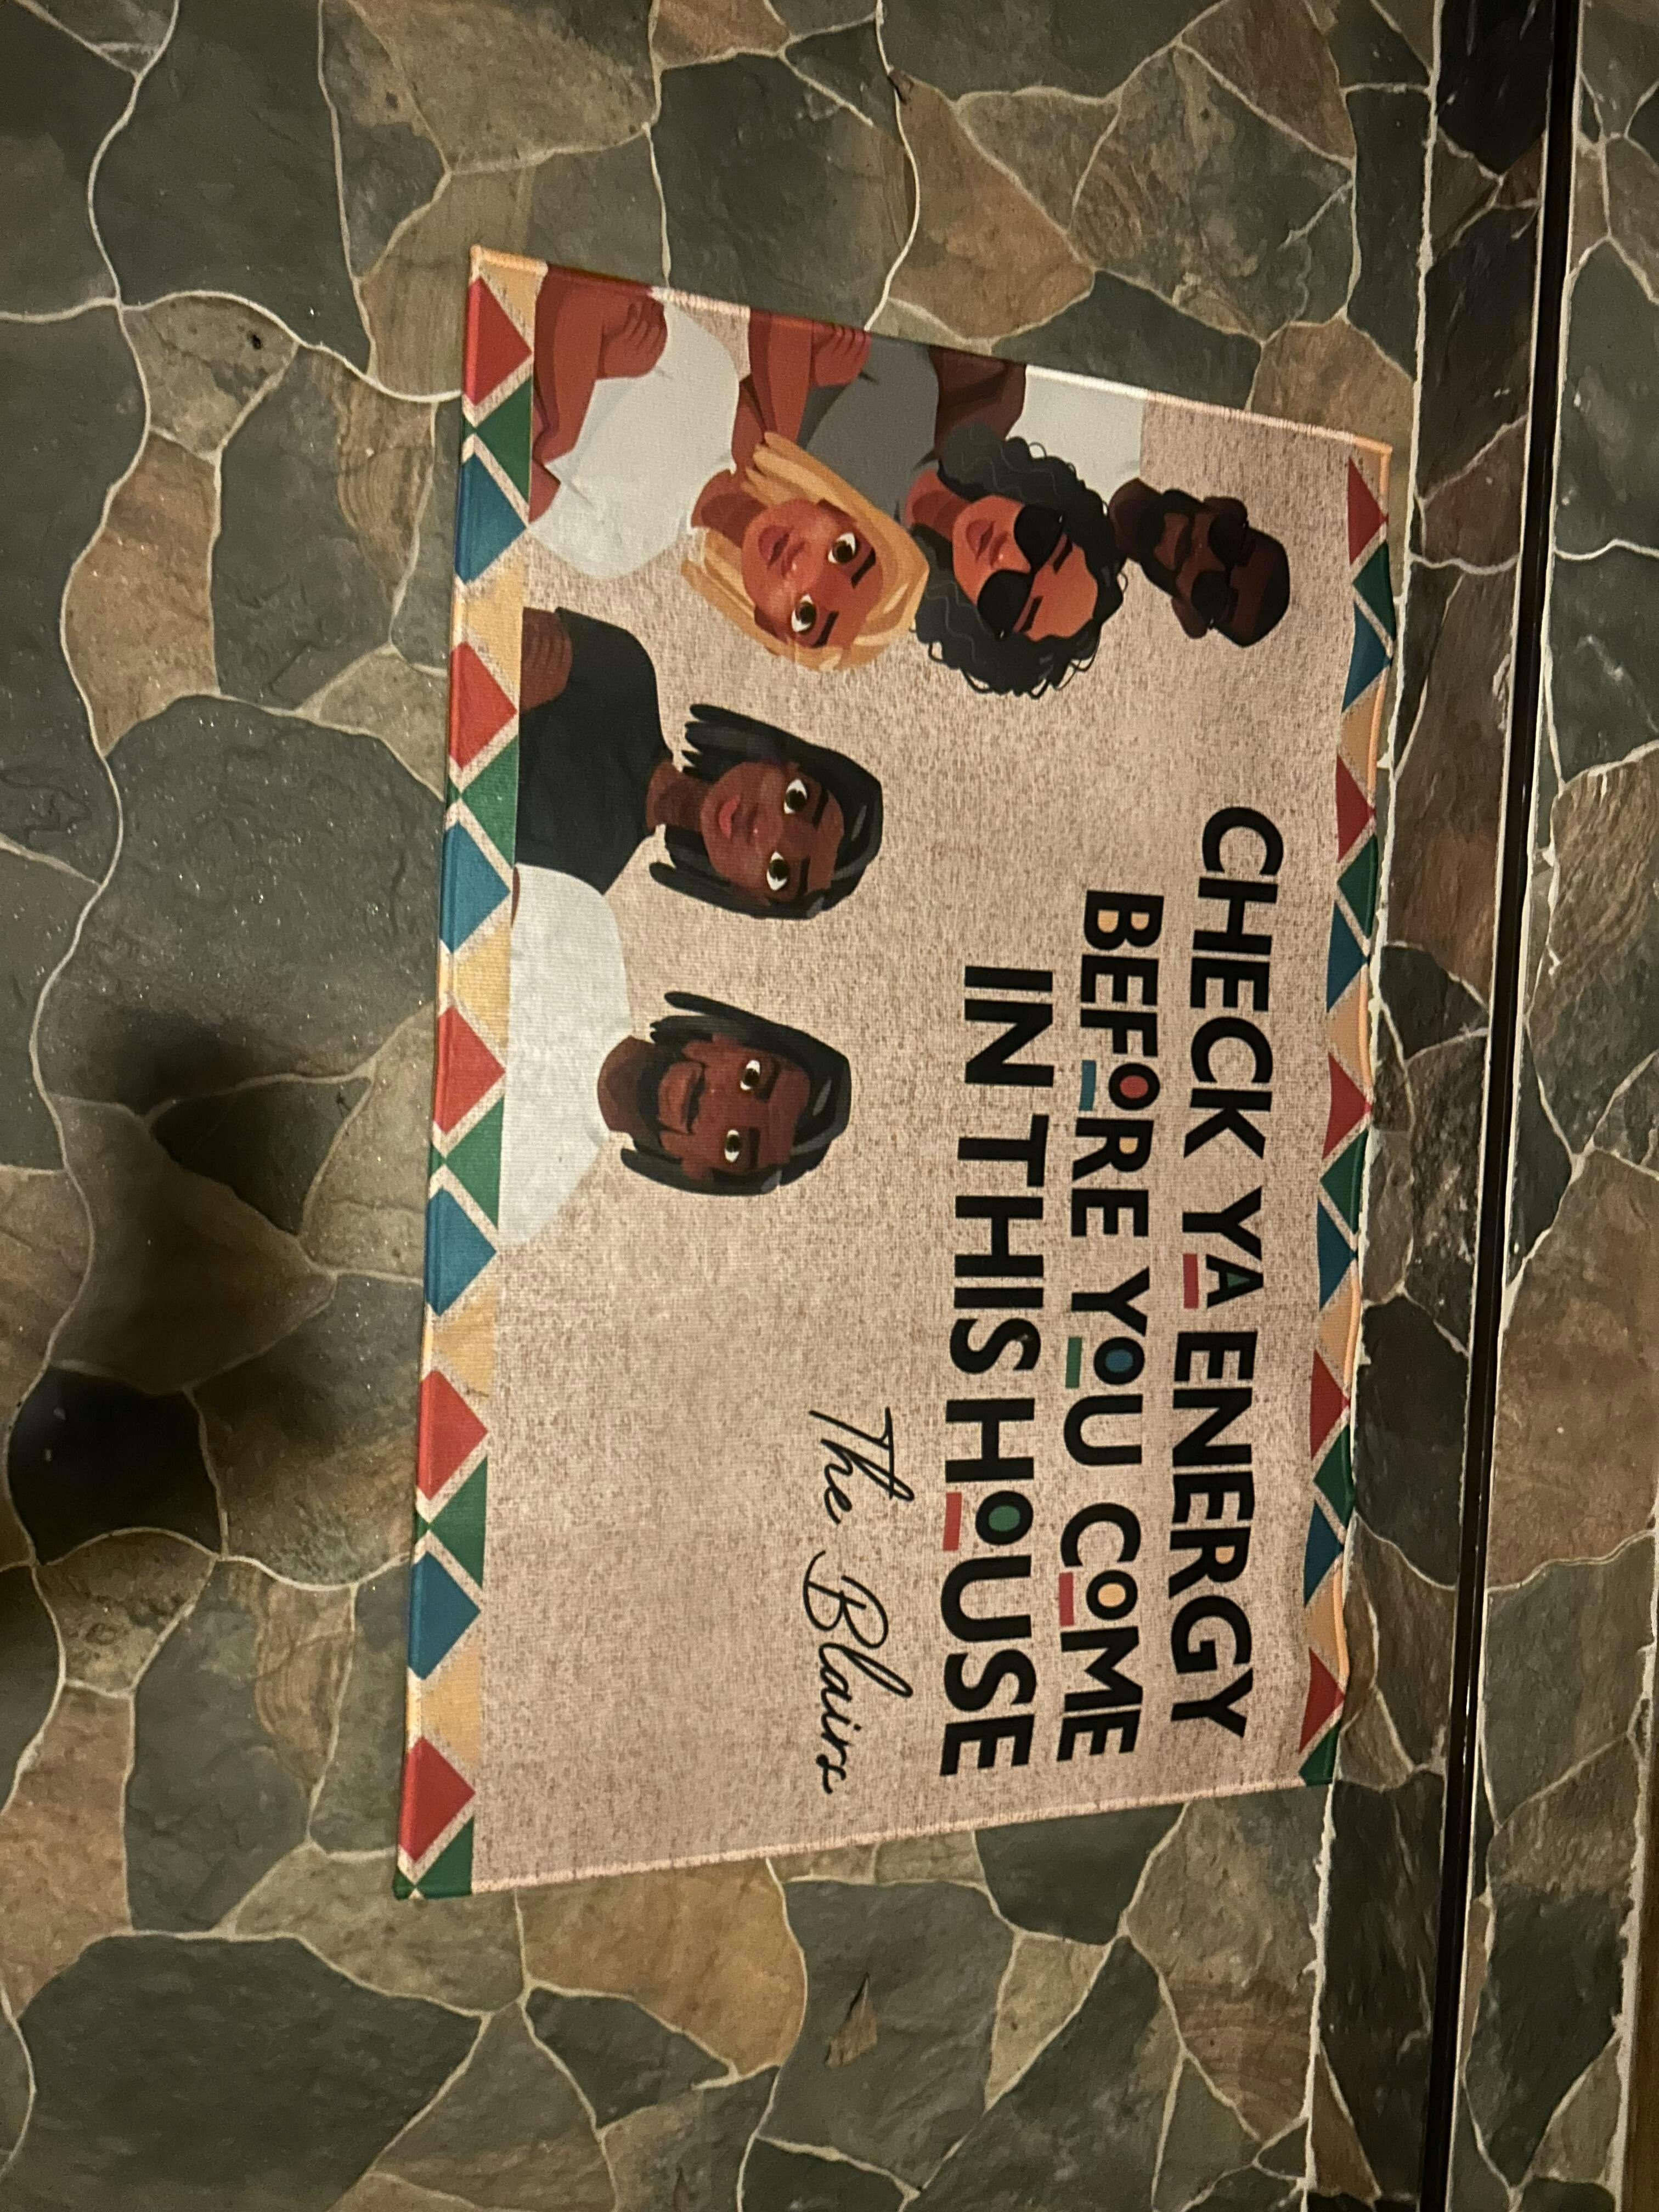 CHECK YA ENERGY
BEFORE YOU COME
IN THIS HOUSE
The Blairs